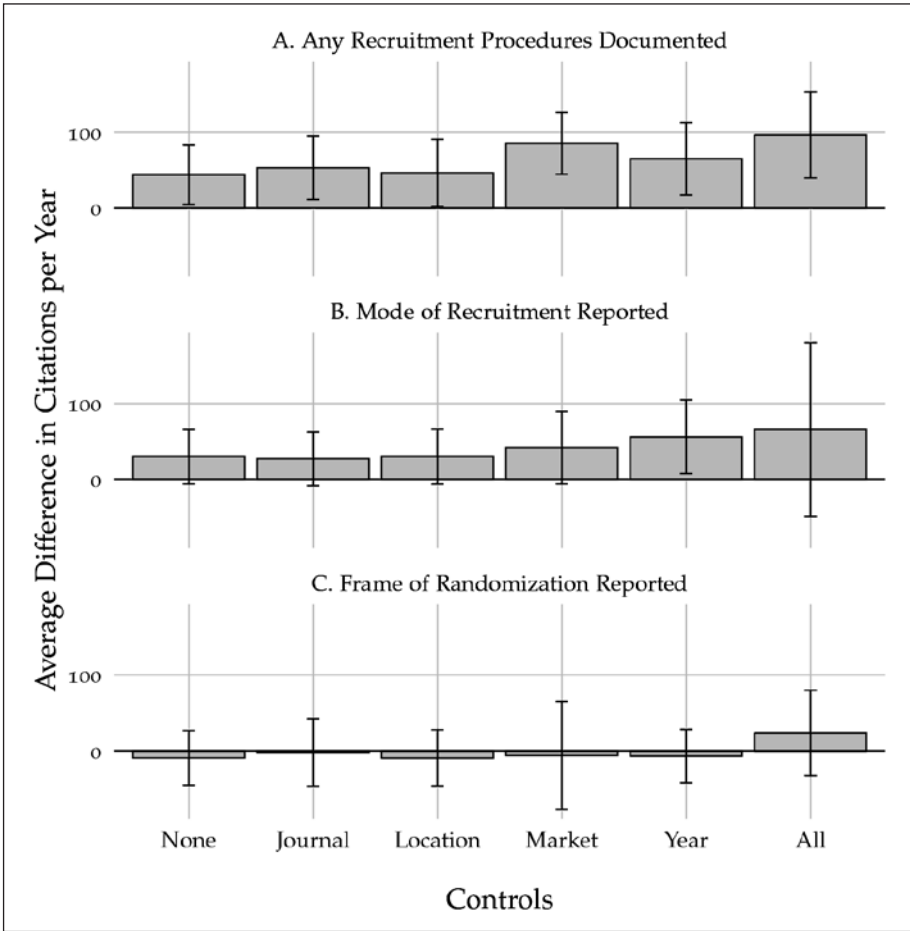 A. Any Recruitment Procedures Documented
100
0
B. Mode of Recruitment Reported
100
0
C. Frame of Randomization Reported
100
0
Average Difference in Citations per Year
None Journal Location Market Year All
Controls